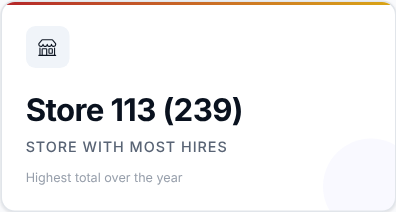 Store 113 (239)
STORE WITH MOST HIRES
Highest total over the year